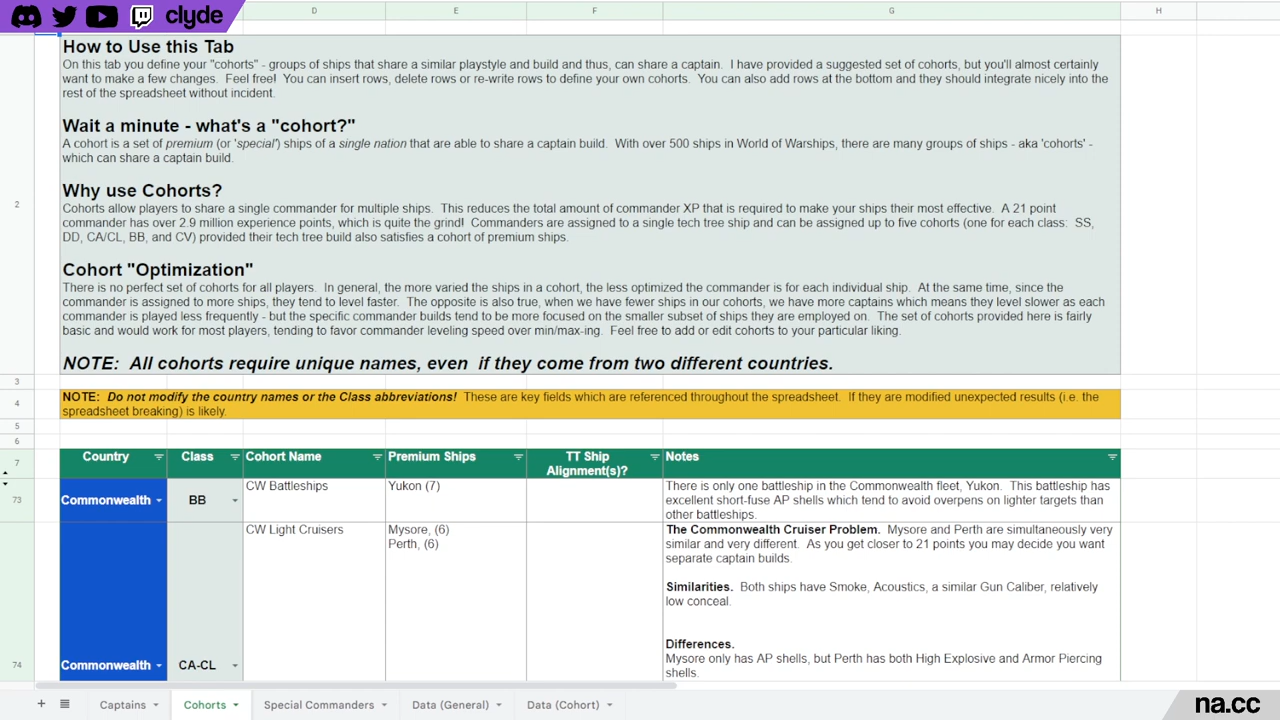 clyde
D E F G H
How to Use this Tab
On this tab you define your "cohorts" - groups of ships that share a similar playstyle and build and thus, can share a captain. I have provided a suggested set of cohorts, but you'll almost certainly
want to make a few changes. Feel free! You can insert rows, delete rows or re-write rows to define your own cohorts. You can also add rows at the bottom and they should integrate nicely into the
rest of the spreadsheet without incident.
Wait a minute - what's a "cohort?"
A cohort is a set of premium (or 'special') ships of a single nation that are able to share a captain build. With over 500 ships in World of Warships, there are many groups of ships - aka 'cohorts' -
which can share a captain build.
2
Why use Cohorts?
Cohorts allow players to share a single commander for multiple ships. This reduces the total amount of commander XP that is required to make your ships their most effective. A 21 point
commander has over 2.9 million experience points, which is quite the grind! Commanders are assigned to a single tech tree ship and can be assigned up to five cohorts (one for each class: SS,
DD, CA/CL, BB, and CV) provided their tech tree build also satisfies a cohort of premium ships.
Cohort "Optimization"
There is no perfect set of cohorts for all players. In general, the more varied the ships in a cohort, the less optimized the commander is for each individual ship. At the same time, since the
commander is assigned to more ships, they tend to level faster. The opposite is also true, when we have fewer ships in our cohorts, we have more captains which means they level slower as each
commander is played less frequently - but the specific commander builds tend to be more focused on the smaller subset of ships they are employed on. The set of cohorts provided here is fairly
basic and would work for most players, tending to favor commander leveling speed over min/max-ing. Feel free to add or edit cohorts to your particular liking.
NOTE: All cohorts require unique names, even if they come from two different countries.
3
4
NOTE: Do not modify the country names or the Class abbreviations! These are key fields which are referenced throughout the spreadsheet. If they are modified unexpected results (i.e. the
spreadsheet breaking) is likely.
5
6
7
Country Class Cohort Name Premium Ships TT Ship Notes
Alignment(s)?
73
Commonwealth BB CW Battleships Yukon (7)
There is only one battleship in the Commonwealth fleet, Yukon. This battleship has
excellent short-fuse AP shells which tend to avoid overpens on lighter targets than
other battleships.
CW Light Cruisers
Mysore, (6)
Perth, (6)
The Commonwealth Cruiser Problem. Mysore and Perth are simultaneously very
similar and very different. As you get closer to 21 points you may decide you want
separate captain builds.
Similarities. Both ships have Smoke, Acoustics, a similar Gun Caliber, relatively
low conceal.
Differences.
Mysore only has AP shells, but Perth has both High Explosive and Armor Piercing
shells.
74 Commonwealth CA-CL
Captains Cohorts Special Commanders Data (General) Data (Cohort)
na.cc